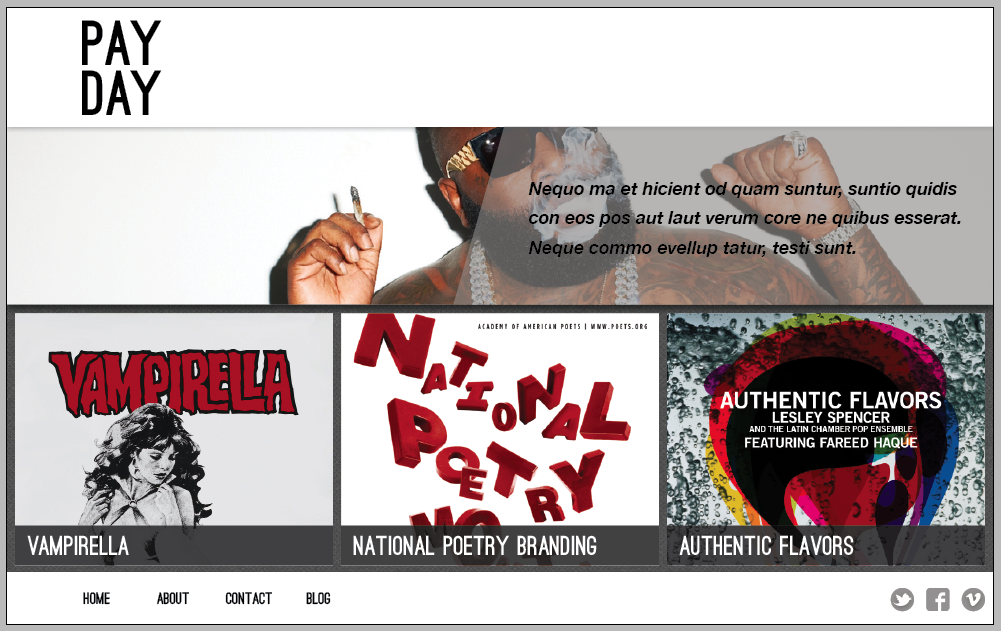 PAY
DAY
Nequo ma et hicient od quam suntur, suntio quidis
con eos pos aut laut verum core ne quibus esserat.
Neque commo evellup tatur, testi sunt.
VAMPIRELLA
VAMPIRELLA
ACADEMY OF AMERICAN POETS | WWW.POETS.ORG
NATIONAL
POETRY
MO
NATIONAL POETRY BRANDING
AUTHENTIC FLAVORS
LESLEY SPENCER
AND THE LATIN CHAMBER POP ENSEMBLE
FEATURING FAREED HAQUE
AUTHENTIC FLAVORS
HOME ABOUT CONTACT BLOG